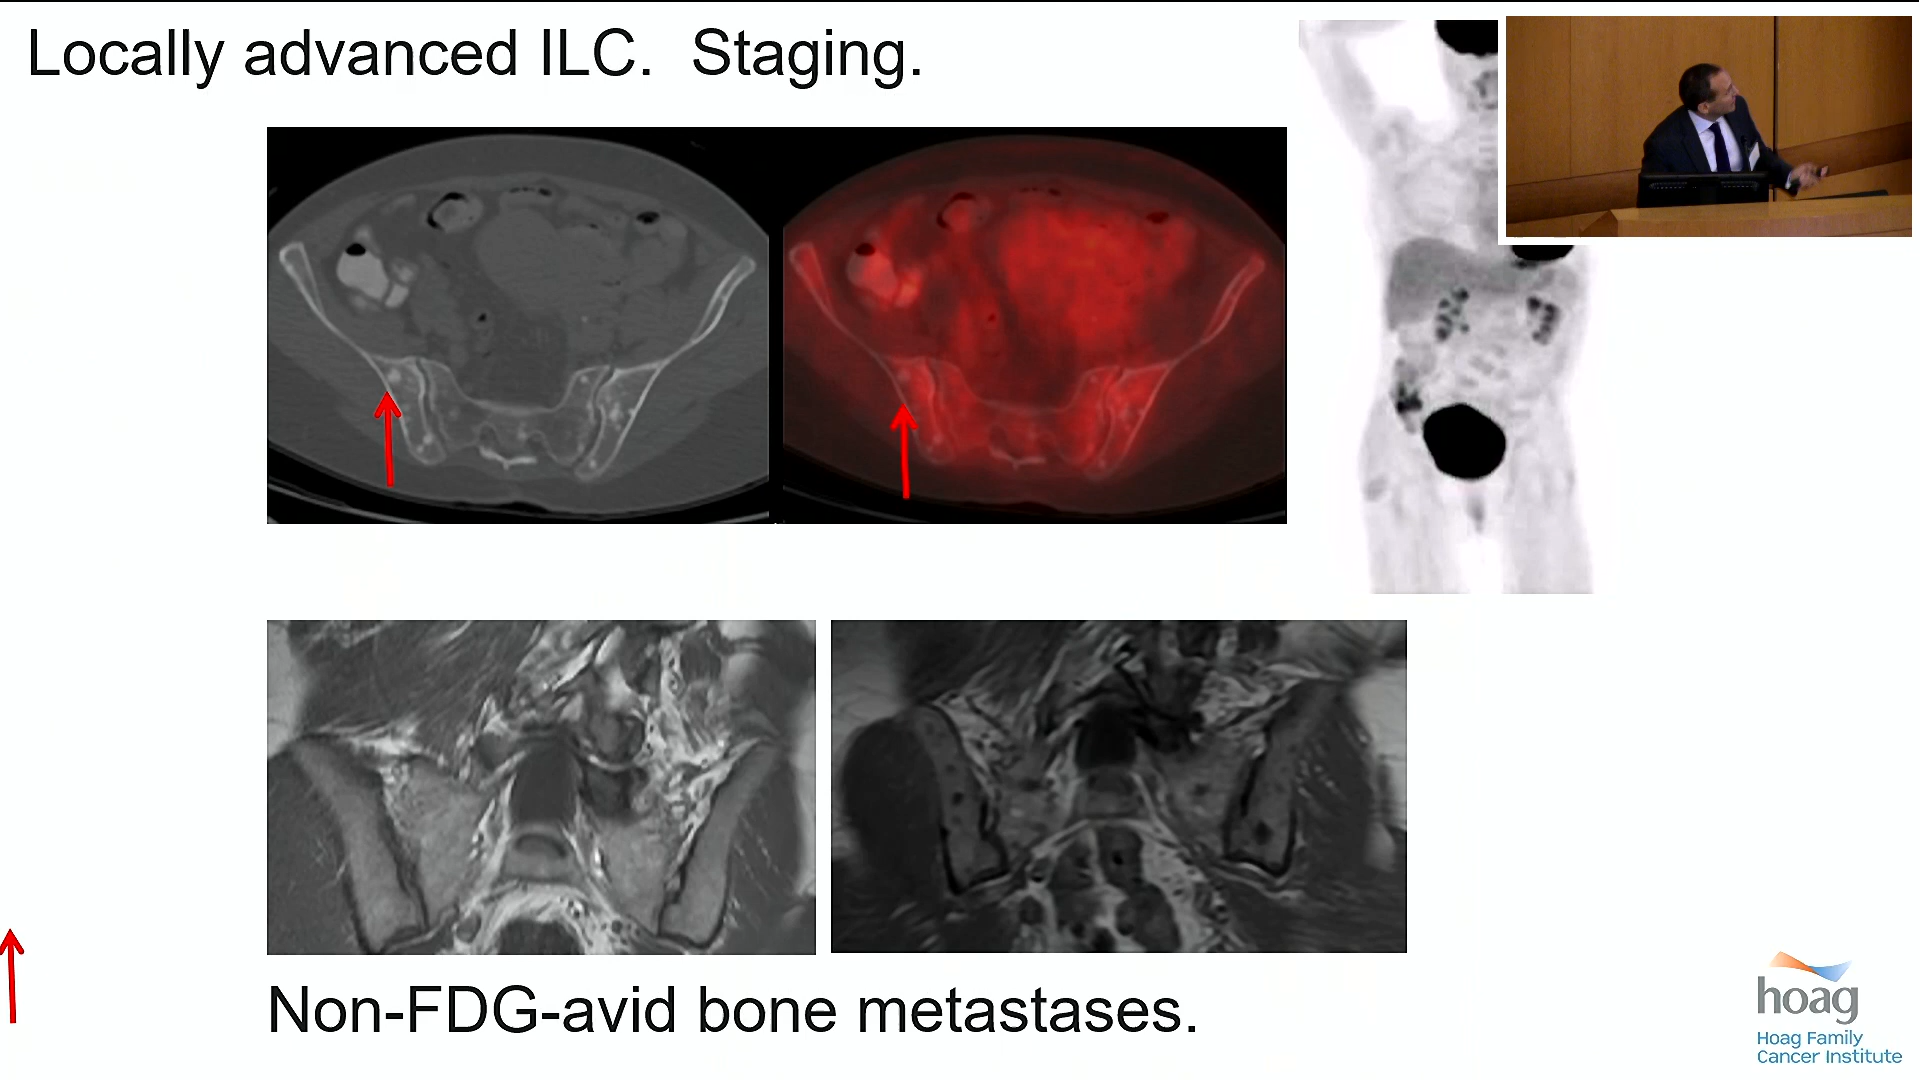 Locally advanced ILC. Staging.
Non-FDG-avid bone metastases.
hoag
Hoag Family
Cancer Institute